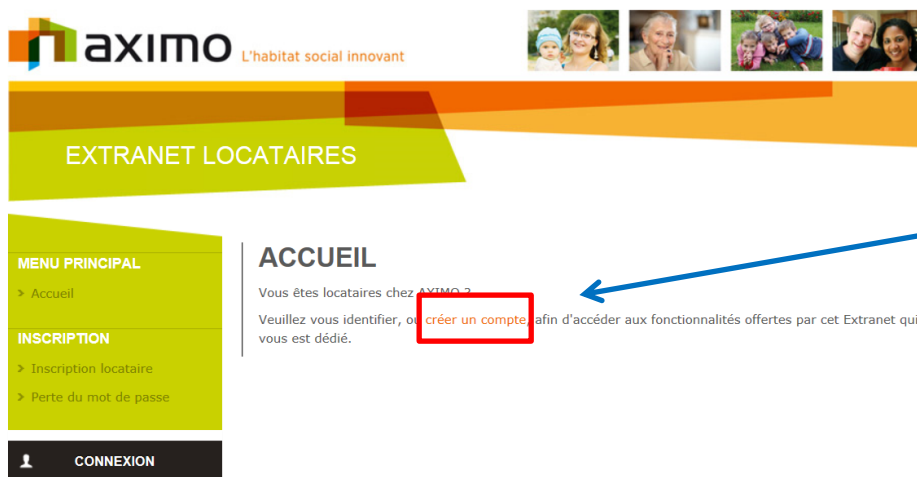 aximo L'habitat social innovant
EXTRANET LOCATAIRES
MENU PRINCIPAL
> Accueil
INSCRIPTION
> Inscription locataire
> Perte du mot de passe
CONNEXION
ACCUEIL
Vous êtes locataires chez AXIMO ?
Veuillez vous identifier, ou créer un compte, afin d'accéder aux fonctionnalités offertes par cet Extranet qui
vous est dédié.